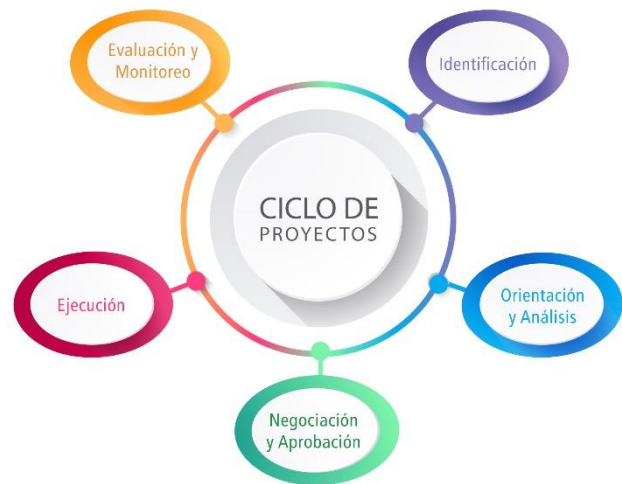 Evaluación y
Monitoreo
Identificación
CICLO DE
PROYECTOS
Ejecución
Orientación
y Análisis
Negociación
y Aprobación